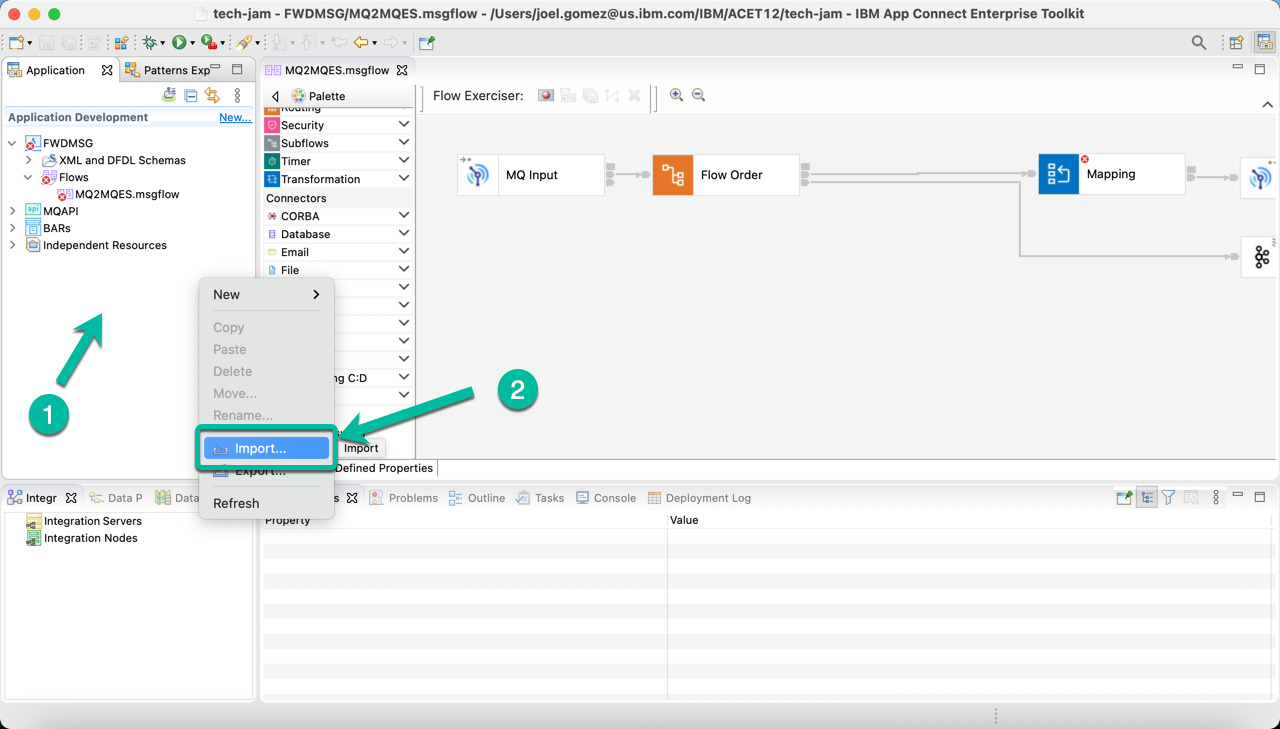 tech-jam - FWDMSG/MQ2MQES.msgflow - /Users/joel.gomez@us.ibm.com/IBM/ACET12/tech-jam - IBM App Connect Enterprise Toolkit
Application
Patterns Exp
MQ2MQES.msgflow
Application Development
New...
FWDMSG
XML and DFDL Schemas
Flows
MQ2MQES.msgflow
MQAPI
api
BARs
Independent Resources
Palette
Routing
Security
Subflows
Timer
Transformation
Connectors
CORBA
Database
Email
File
ng C:D
Flow Exerciser:
MQ Input
Flow Order
Mapping
New
Copy
Paste
Delete
Move...
Rename...
Import...
Export...
Refresh
Import
1
2
Defined Properties
Integr
Data P
Data
s
Problems
Outline
Tasks
Console
Deployment Log
Integration Servers
Integration Nodes
Property
Value